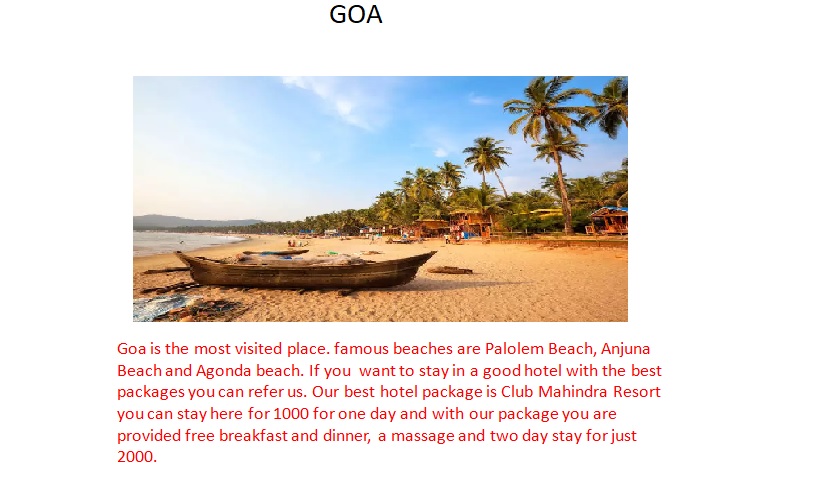 GOA
Goa is the most visited place. famous beaches are Palolem Beach, Anjuna
Beach and Agonda beach. If you  want to stay in a good hotel with the best
packages you can refer us. Our best hotel package is Club Mahindra Resort
you can stay here for 1000 for one day and with our package you are
provided free breakfast and dinner, a massage and two day stay for just
2000.